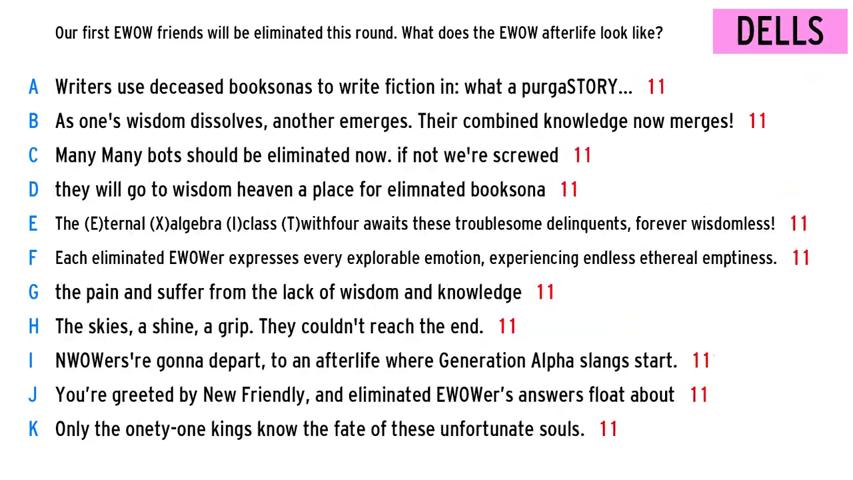 Our first EWOW friends will be eliminated this round. What does the EWOW afterlife look like?
DELLS
A Writers use deceased booksonas to write fiction in: what a purgaSTORY... 11
B As one's wisdom dissolves, another emerges. Their combined knowledge now merges! 11
C Many Many bots should be eliminated now. if not we're screwed 11
D they will go to wisdom heaven a place for elimnated booksona 11
E The (E)ternal (X)algebra (I)class (T)withfour awaits these troublesome delinquents, forever wisdomless! 11
F Each eliminated EWOWer expresses every explorable emotion, experiencing endless ethereal emptiness. 11
G the pain and suffer from the lack of wisdom and knowledge 11
H The skies, a shine, a grip. They couldn't reach the end. 11
I NWOWers're gonna depart, to an afterlife where Generation Alpha slangs start. 11
J You’re greeted by New Friendly, and eliminated EWOWer’s answers float about 11
K Only the onety-one kings know the fate of these unfortunate souls. 11